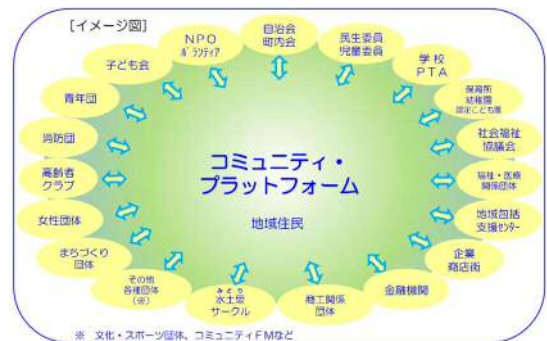 [イメージ図]
自治会
町内会
民生委員
児童委員
学校
PTA
保育所
幼稚園
認定こども園
社会福祉
協議会
福祉・医療
関係団体
地域包括
支援センター
企業
商店街
金融機関
商工関係
団体
みどり
水土里
サークル
その他
各種団体
(※)
まちづくり
団体
女性団体
高齢者
クラブ
消防団
青年団
子ども会
NPO
ボランティア
コミュニティ・
プラットフォーム
地域住民
※ 文化・スポーツ団体、コミュニティFMなど